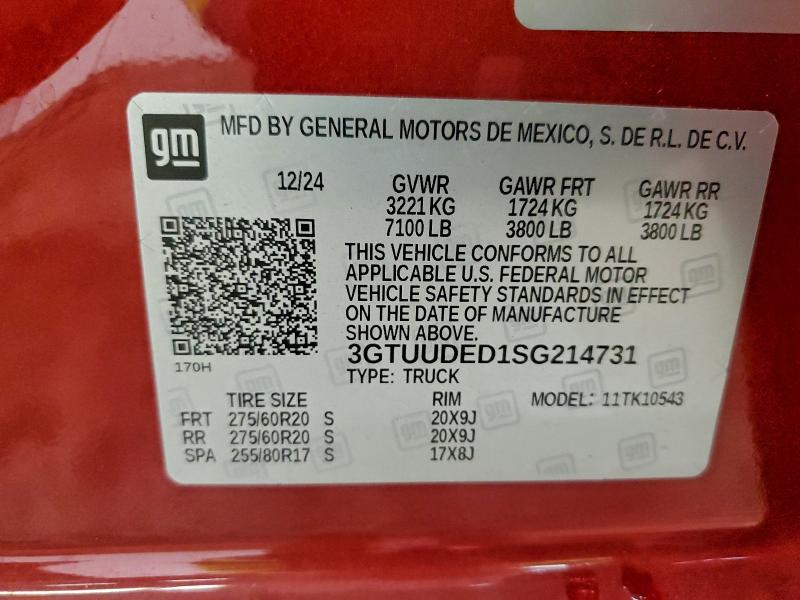 gm MFD BY GENERAL MOTORS DE MEXICO, S. DE R.L. DE C.V.
12/24 GVWR GAWR FRT GAWR RR
3221 KG 1724 KG 1724 KG
7100 LB 3800 LB 3800 LB
THIS VEHICLE CONFORMS TO ALL
APPLICABLE U.S. FEDERAL MOTOR
VEHICLE SAFETY STANDARDS IN EFFECT
ON THE DATE OF MANUFACTURE
SHOWN ABOVE.
170H 3GTUUDED1SG214731
TYPE: TRUCK
TIRE SIZE RIM MODEL: 11TK10543
FRT 275/60R20 S 20X9J
RR 275/60R20 S 20X9J
SPA 255/80R17 S 17X8J